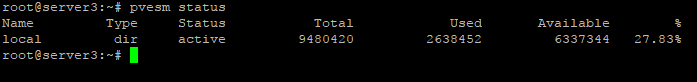 root@server3:~# pvesm status
Name Type Status Total Used Available %
local dir active 9480420 2638452 6337344 27.83%
root@server3:~#